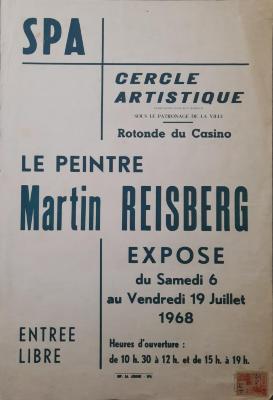 SPA
CERCLE
ARTISTIQUE
SOUS LE PATRONAGE DE LA VILLE
Rotonde du Casino
LE PEINTRE
Martin REISBERG
EXPOSE
du Samedi 6
au Vendredi 19 Juillet
1968
ENTREE
LIBRE
Heures d'ouverture :
de 10 h. 30 à 12 h. et de 15 h. à 19 h.